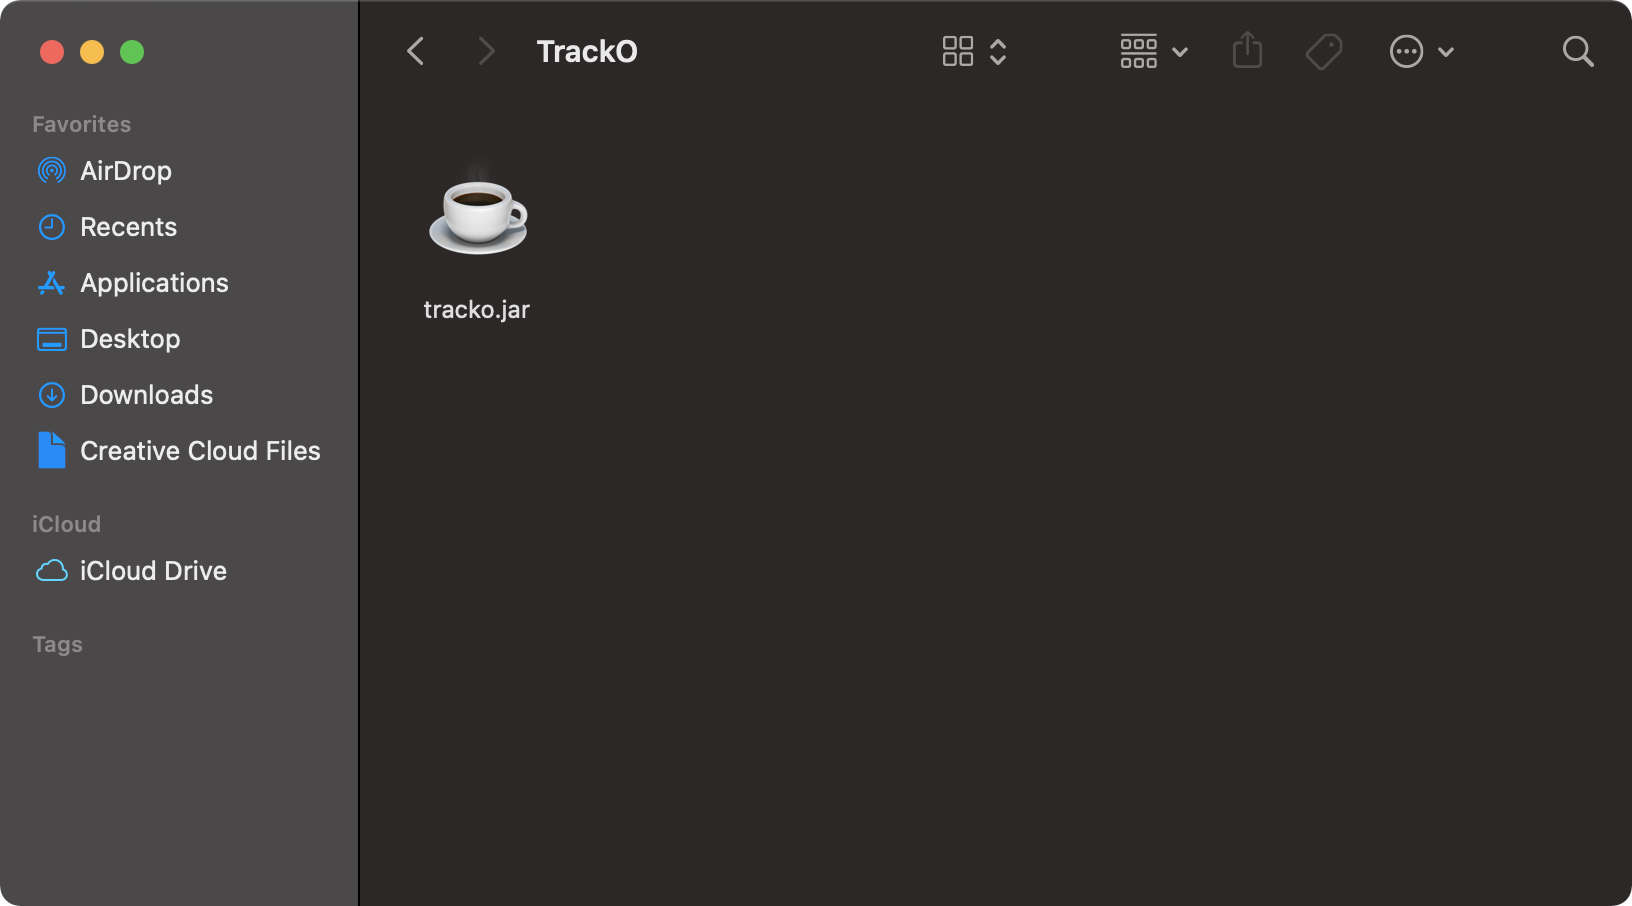 TrackO
Favorites
AirDrop
Recents
Applications
Desktop
Downloads
Creative Cloud Files
iCloud
iCloud Drive
Tags
tracko.jar